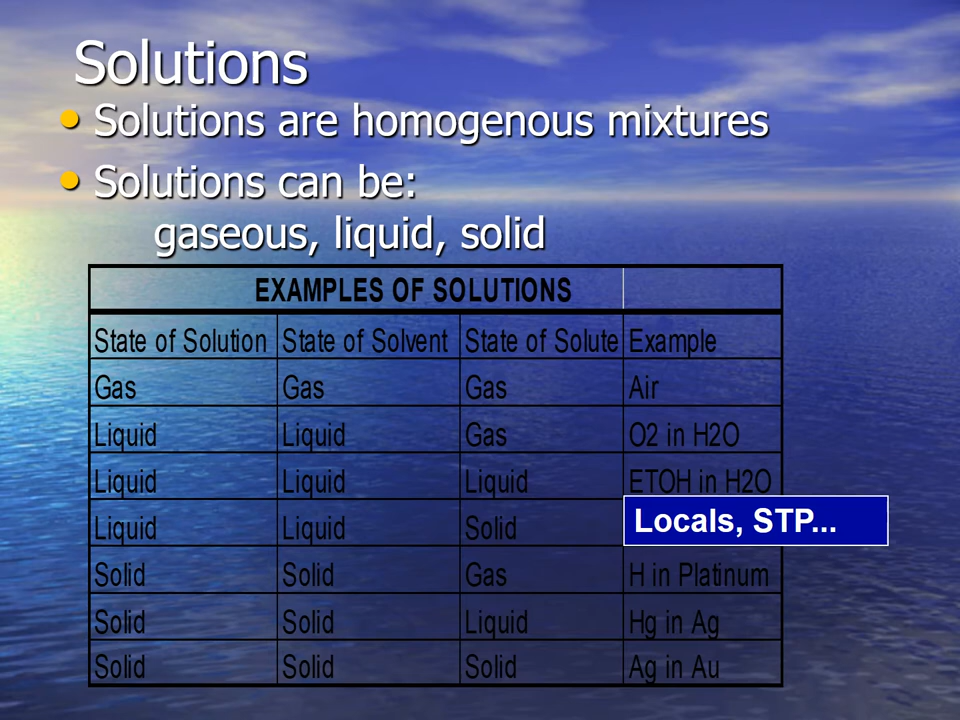 Solutions
• Solutions are homogenous mixtures
• Solutions can be:
gaseous, liquid, solid
EXAMPLES OF SOLUTIONS
State of Solution State of Solvent State of Solute Example
Gas Gas Gas Air
Liquid Liquid Gas O2 in H2O
Liquid Liquid Liquid ETOH in H2O
Liquid Liquid Solid Locals, STP...
Solid Solid Gas H in Platinum
Solid Solid Liquid Hg in Ag
Solid Solid Solid Ag in Au